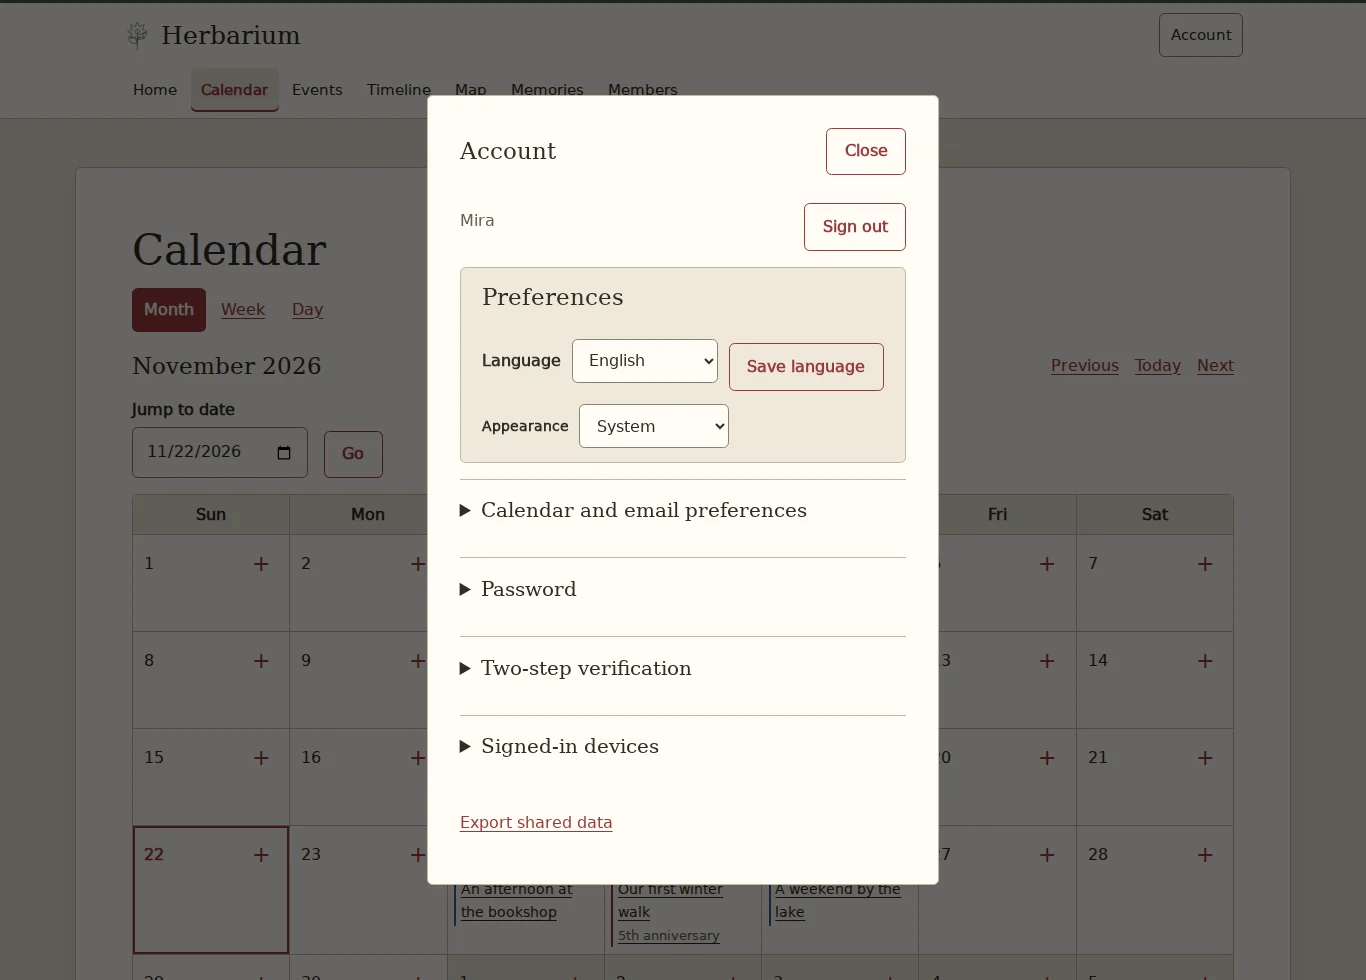 Herbarium
Account
Home Calendar Events Timeline Map Memories Members
Account
Close
Mira
Sign out
Preferences
Language English Save language
Appearance System
Calendar and email preferences
Password
Two-step verification
Signed-in devices
Export shared data
Calendar
Month Week Day
November 2026
Previous Today Next
Jump to date
11/22/2026 Go
Sun Mon Fri Sat
1 + 2 + + 7 +
8 + 9 + + 14 +
15 + 16 + + 21 +
22 + 23 + + 28 +
An afternoon at
the bookshop
Our first winter
walk
5th anniversary
A weekend by the
lake